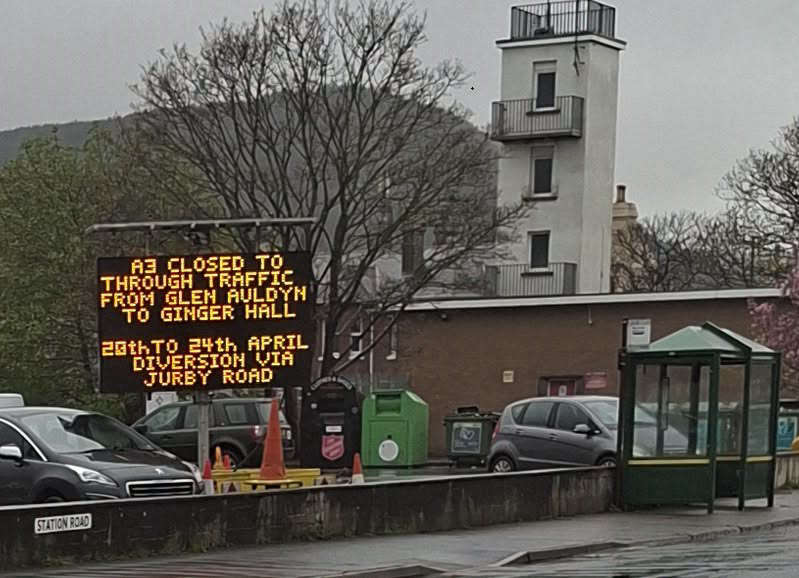 A3 CLOSED TO
THROUGH TRAFFIC
FROM GLEN AULDYN
TO GINGER HALL
20thTO 24th APRIL
DIVERSION VIA
JURBY ROAD
STATION ROAD